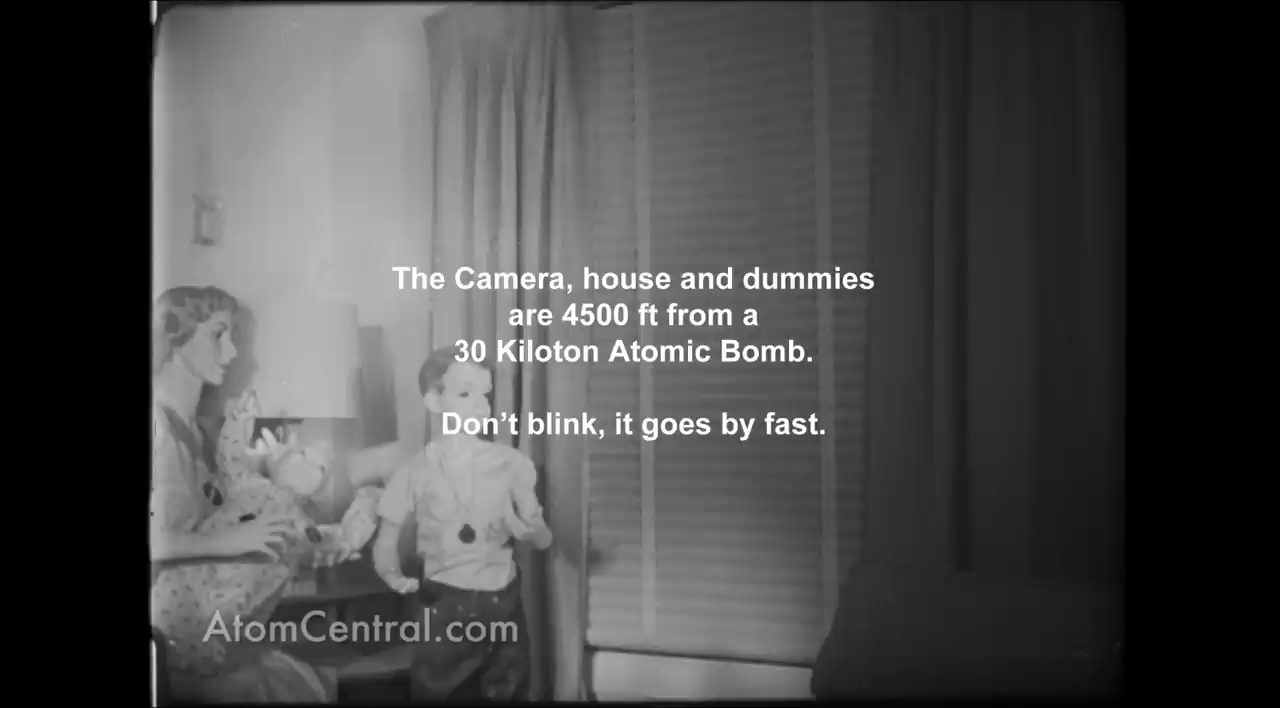 The Camera, house and dummies
are 4500 ft from a
30 Kiloton Atomic Bomb.
Don't blink, it goes by fast.
AtomCentral.com